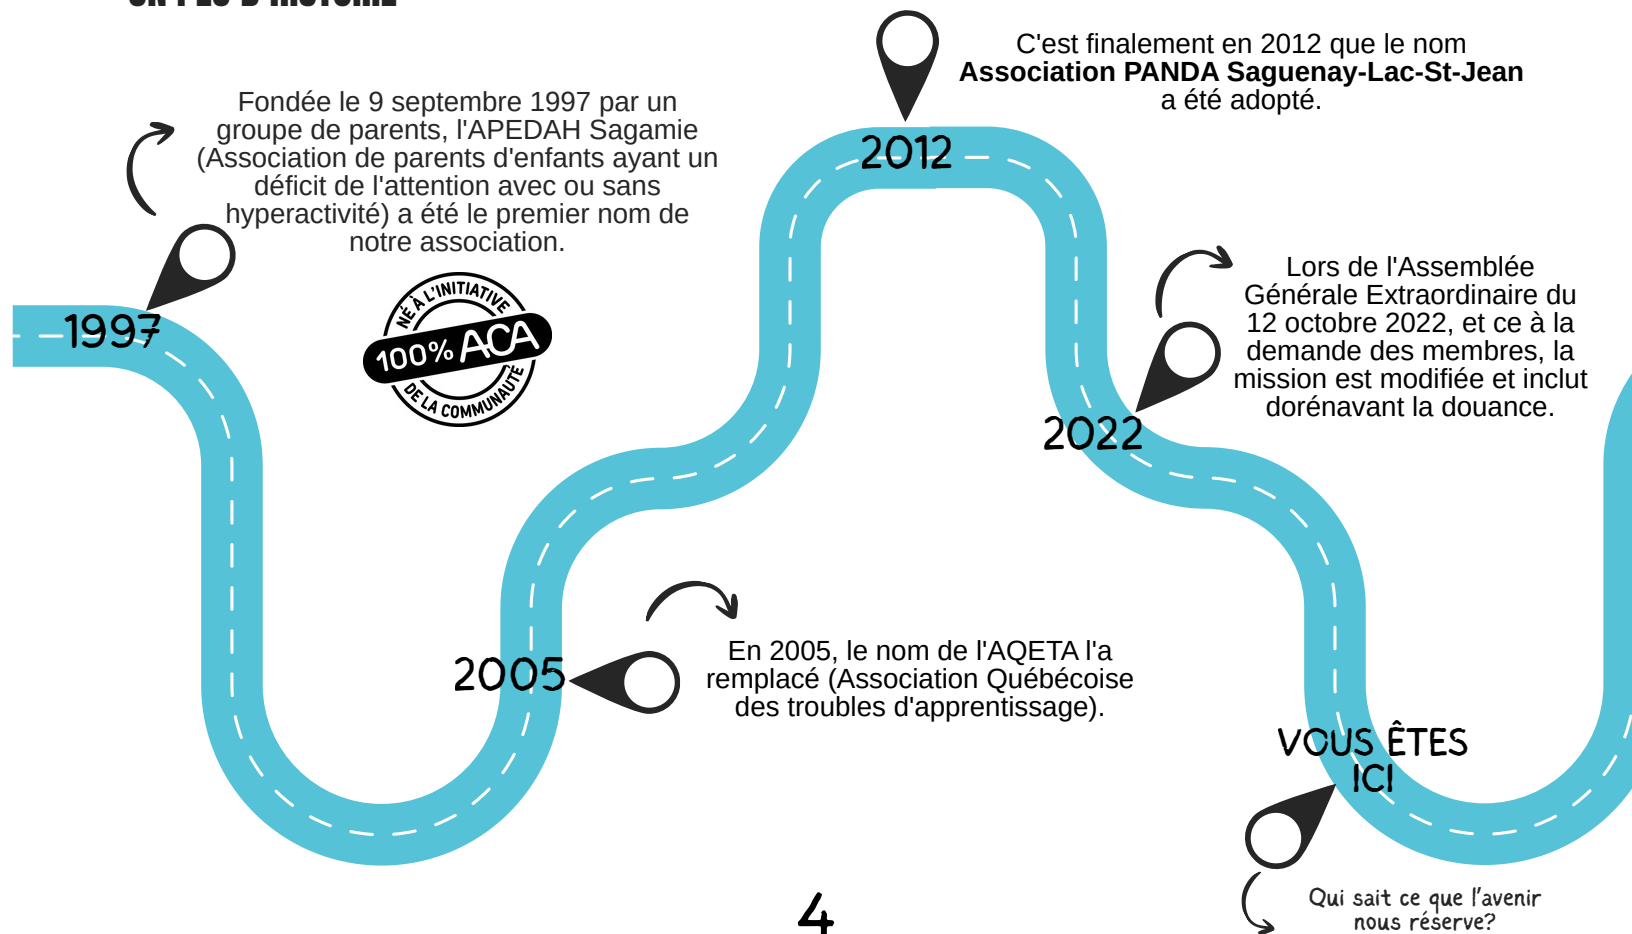 UN PEU D'HISTOIRE
C'est finalement en 2012 que le nom
Association PANDA Saguenay-Lac-St-Jean
a été adopté.
Fondée le 9 septembre 1997 par un
groupe de parents, l'APEDAH Sagamie
(Association de parents d'enfants ayant un
déficit de l'attention avec ou sans
hyperactivité) a été le premier nom de
notre association.
2012
NÉ À L'INITIATIVE
100% ACA
DE LA COMMUNAUTÉ
1997
Lors de l'Assemblée
Générale Extraordinaire du
12 octobre 2022, et ce à la
demande des membres, la
mission est modifiée et inclut
dorénavant la douance.
2022
2005
En 2005, le nom de l'AQETA l'a
remplacé (Association Québécoise
des troubles d'apprentissage).
VOUS ÊTES
ICI
Qui sait ce que l'avenir
nous réserve?
4